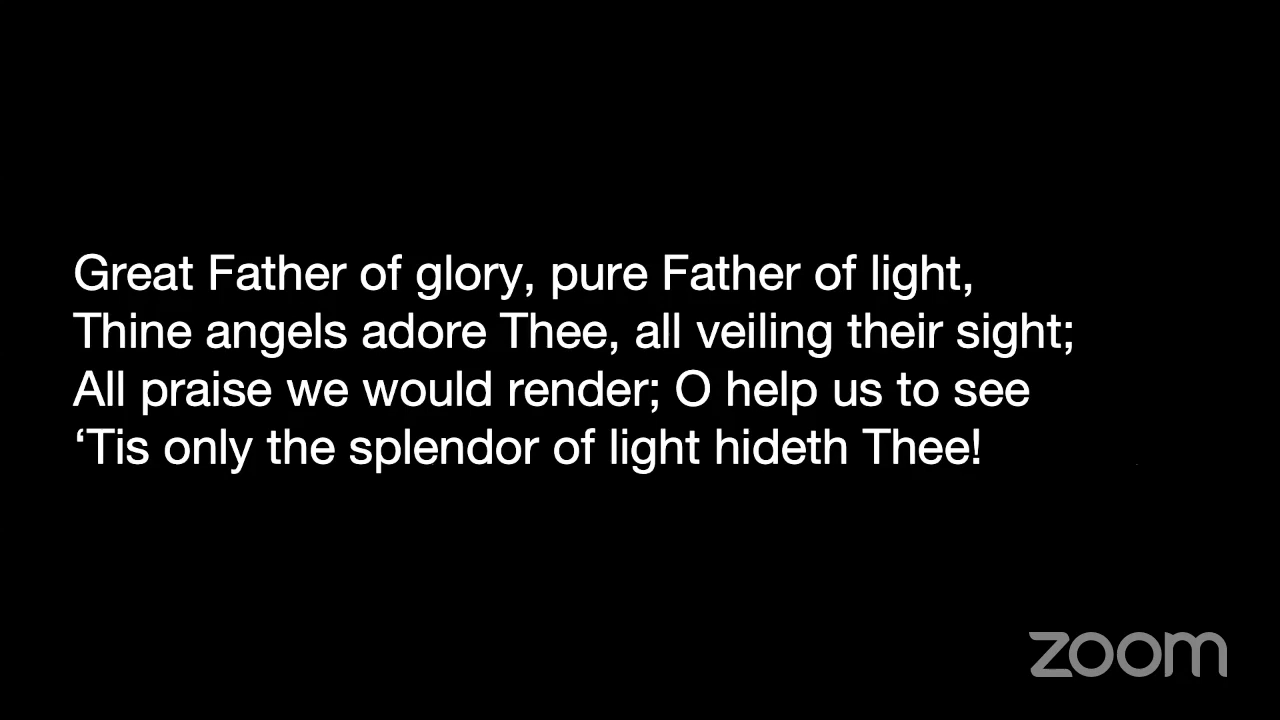 Great Father of glory, pure Father of light,
Thine angels adore Thee, all veiling their sight;
All praise we would render; O help us to see
‘Tis only the splendor of light hideth Thee!
zoom